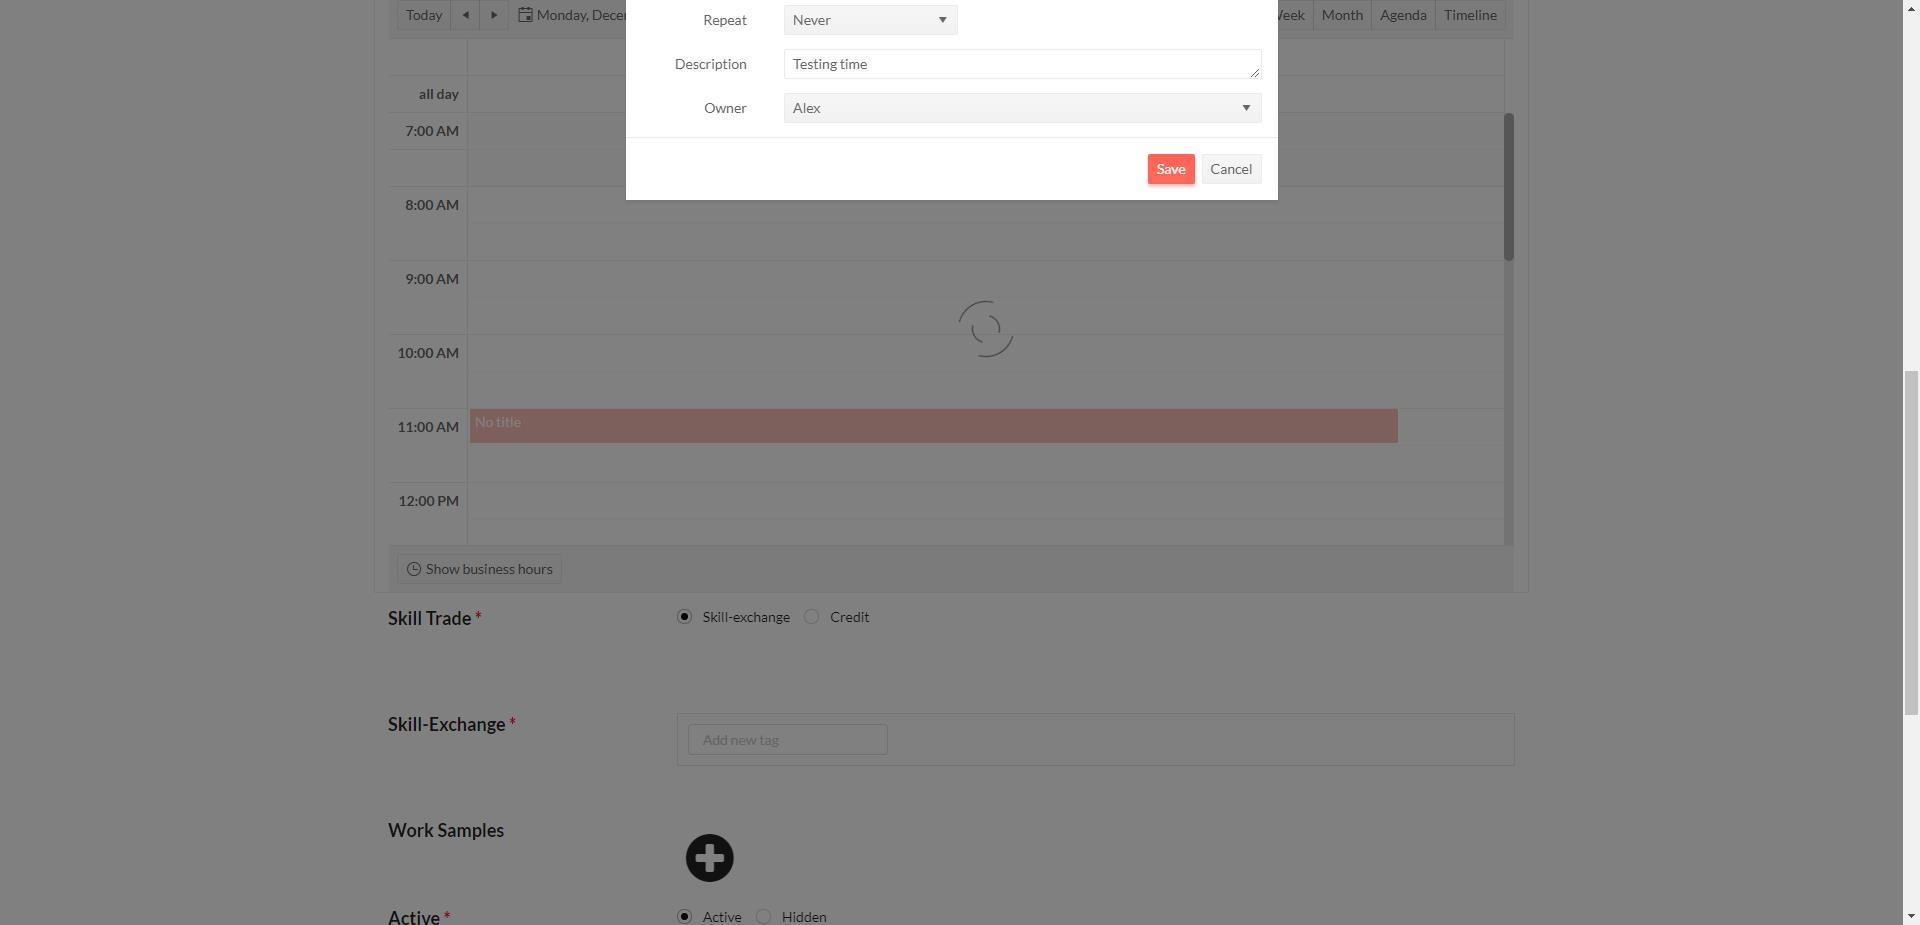 Today Monday, Dece Week Month Agenda Timeline
Repeat Never
Description Testing time
Owner Alex
Save Cancel
all day
7:00 AM
8:00 AM
9:00 AM
10:00 AM
11:00 AM No title
12:00 PM
Show business hours
Skill Trade * Skill-exchange Credit
Skill-Exchange * Add new tag
Work Samples
Active * Active Hidden